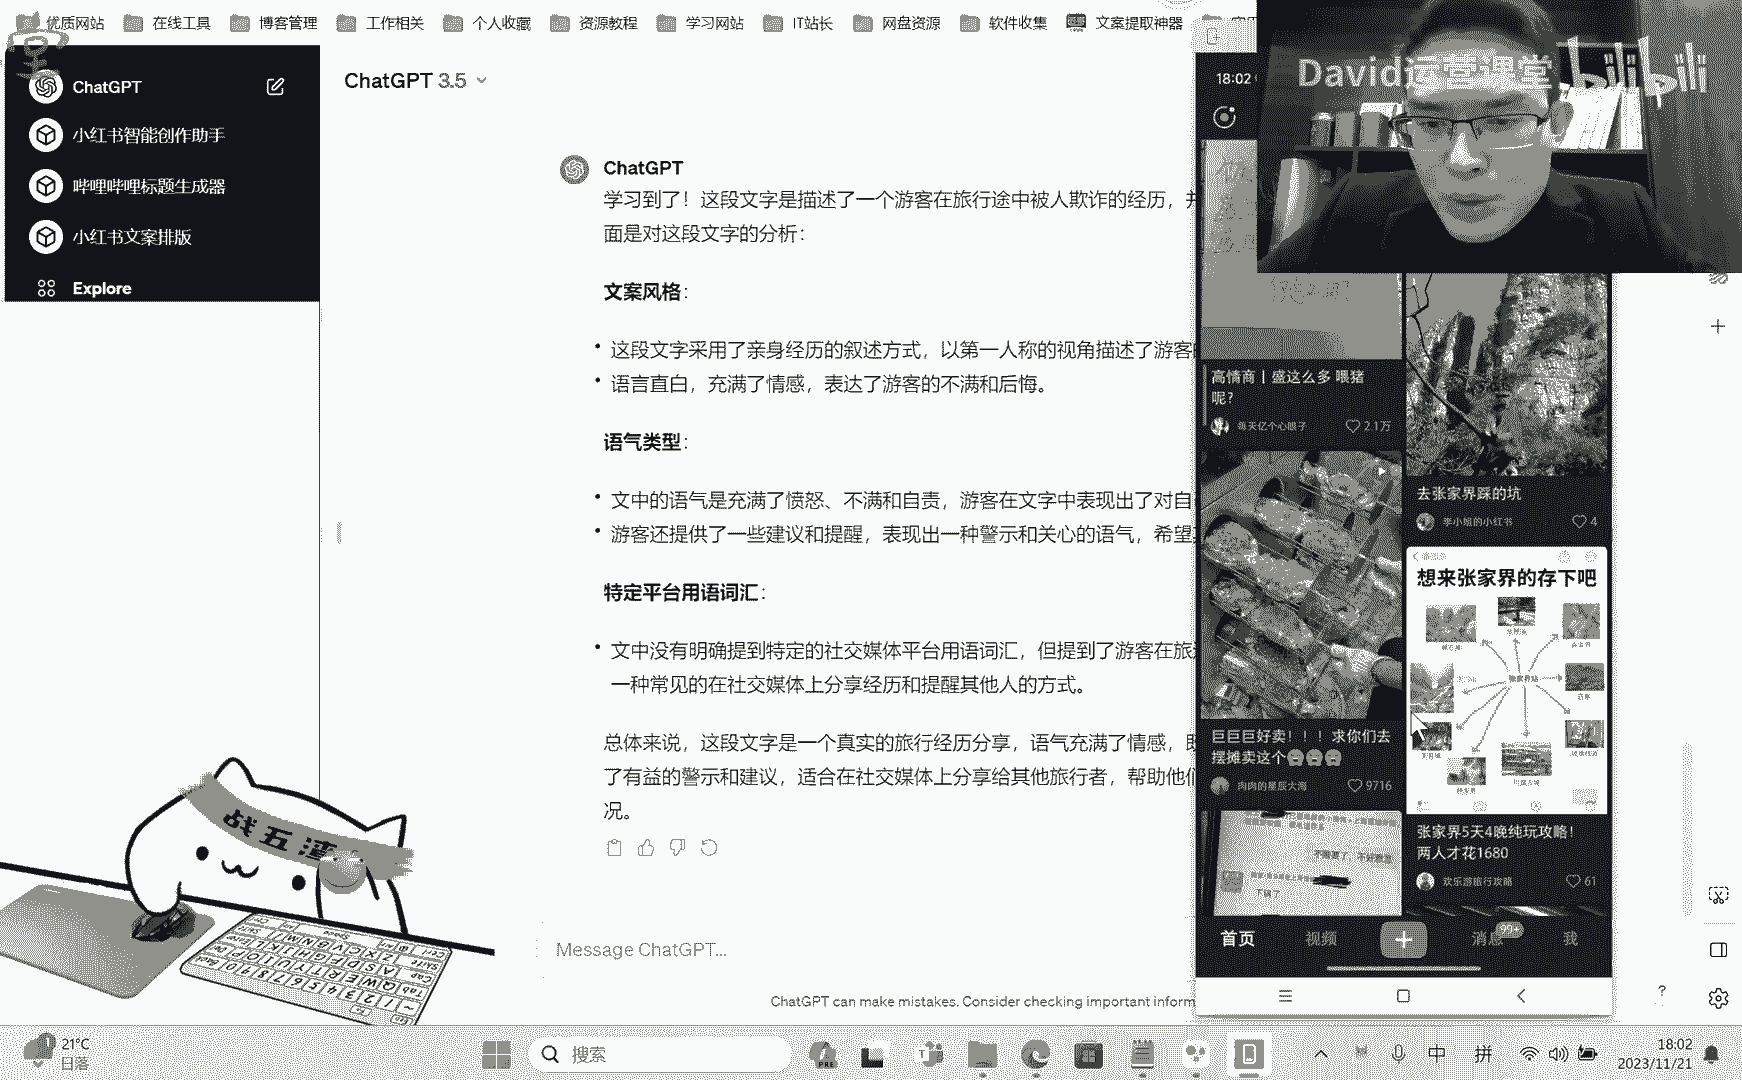 优质网站
在线工具
博客管理
工作相关
个人收藏
资源教程
学习网站
IT站长
网盘资源
软件收集
文案提取神器
堂
ChatGPT
小红书智能创作助手
哔哩哔哩标题生成器
小红书文案排版
Explore
ChatGPT 3.5
ChatGPT
学习到了！这段文字是描述了一个游客在旅行途中被人欺诈的经历，并
面是对这段文字的分析：
文案风格：
• 这段文字采用了亲身经历的叙述方式，以第一人称的视角描述了游客的
• 语言直白，充满了情感，表达了游客的不满和后悔。
语气类型：
• 文中的语气是充满了愤怒、不满和自责，游客在文字中表现出了对自
• 游客还提供了一些建议和提醒，表现出一种警示和关心的语气，希望
特定平台用语词汇：
• 文中没有明确提到特定的社交媒体平台用语词汇，但提到了游客在旅
一种常见的在社交媒体上分享经历和提醒其他人的方式。
总体来说，这段文字是一个真实的旅行经历分享，语气充满了情感，
了有益的警示和建议，适合在社交媒体上分享给其他旅行者，帮助他们
况。
Message ChatGPT...
ChatGPT can make mistakes. Consider checking important inform
18:02
David运营课堂 bilibili
高情商丨盛这么多 喂猪
呢？
每天亿个心眼子
2.1万
去张家界踩的坑
李小姐的小红书
4
巨巨巨好卖！！！求你们去
摆摊卖这个
肉肉的星辰大海
9716
想来张家界的存下吧
张家界站
张家界5天4晚纯玩攻略！
两人才花1680
欢乐游旅行攻略
61
不好意思
下辆了
首页
视频
消息
99+
我
战五渣
21°C
日落
搜索
PRE
中
拼
18:02
2023/11/21